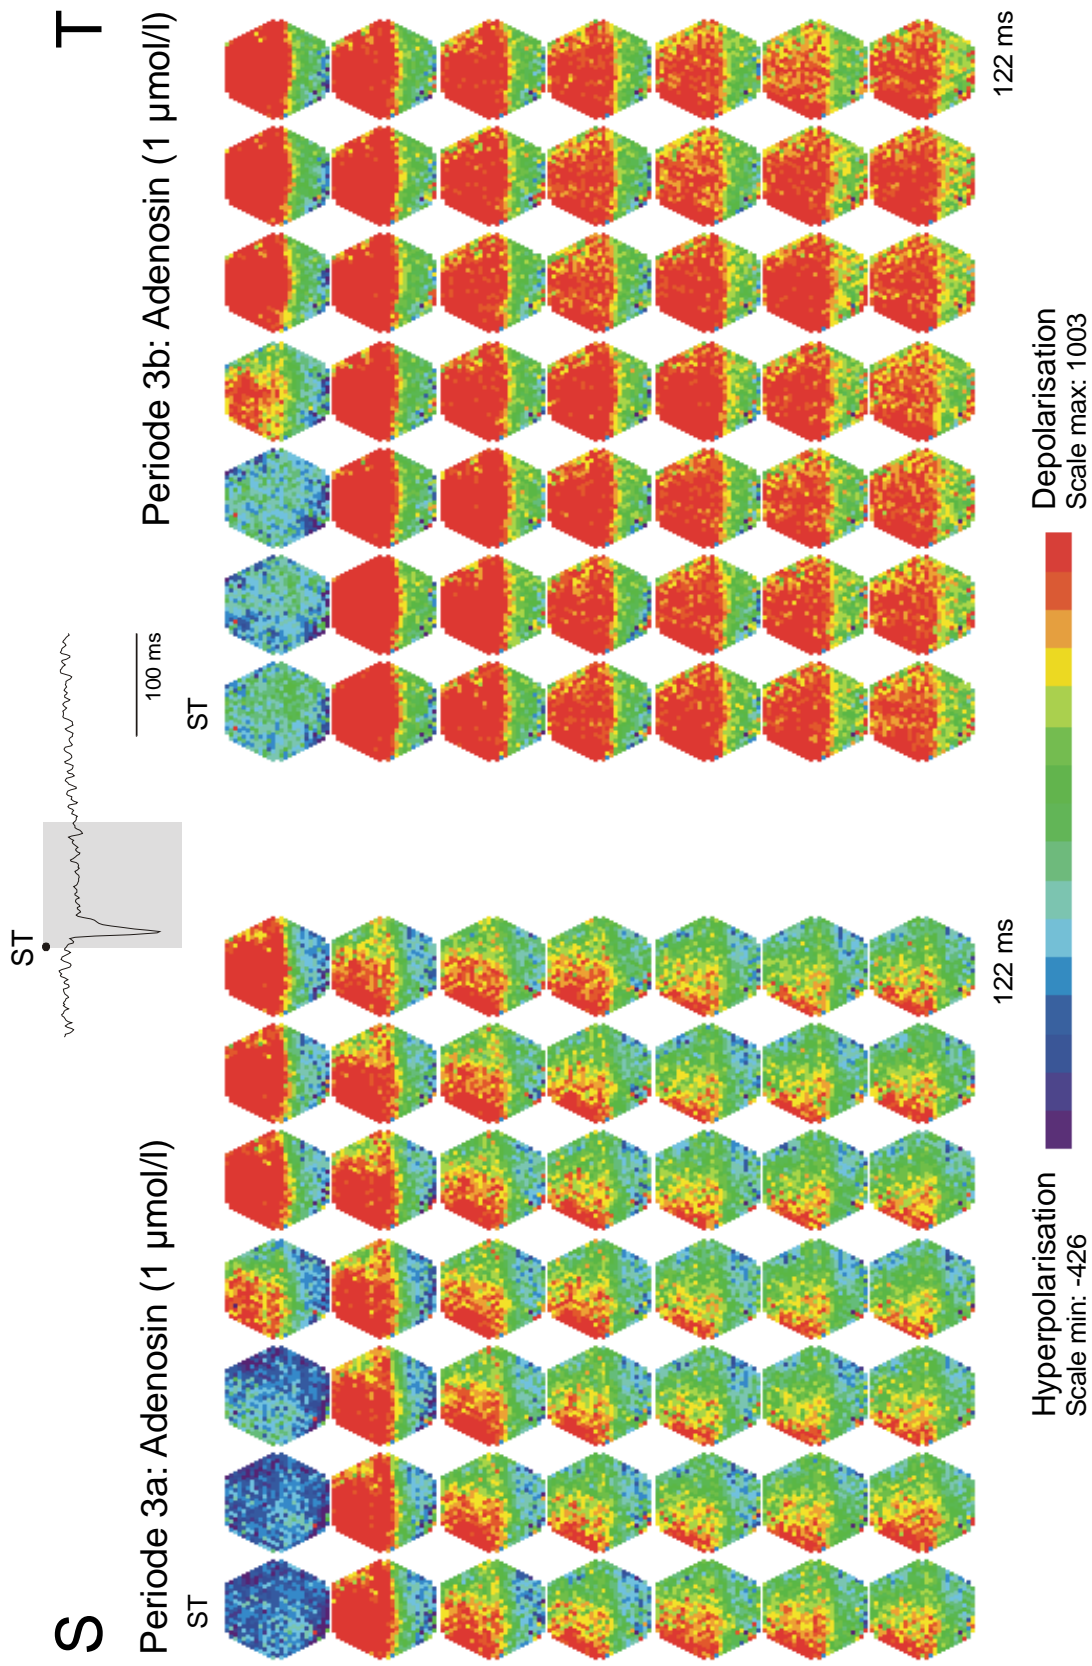 S
T
Periode 3a: Adenosin (1 µmol/l)
Periode 3b: Adenosin (1 µmol/l)
ST
100 ms
ST
ST
122 ms
122 ms
Hyperpolarisation
Scale min: -426
Depolarisation
Scale max: 1003